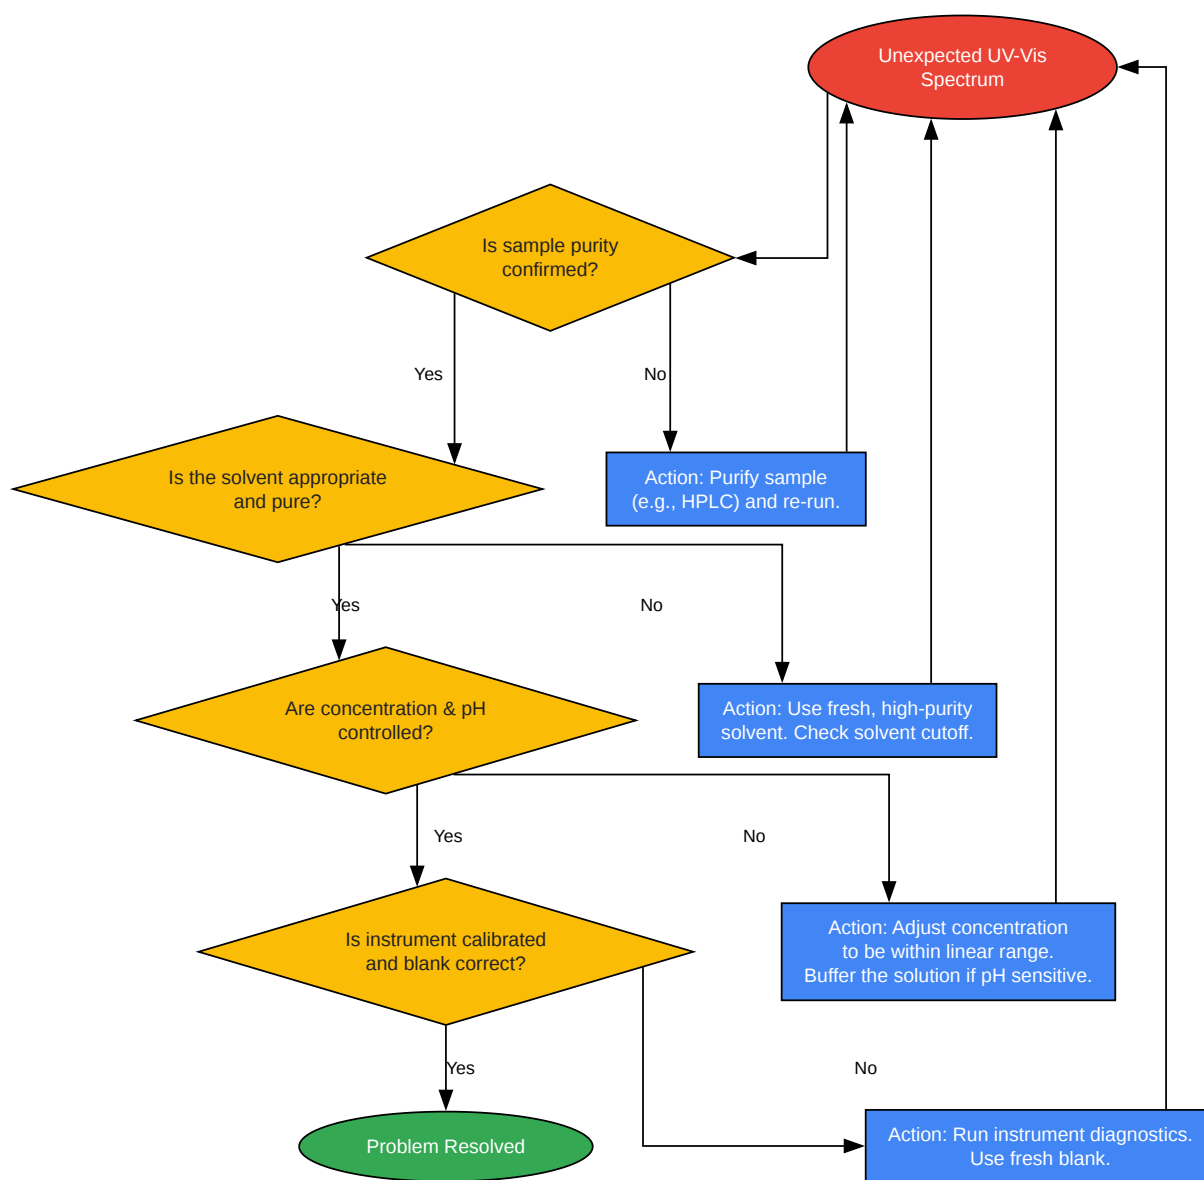 Unexpected UV-Vis
Spectrum
Is sample purity
confirmed?
Yes
No
Is the solvent appropriate
and pure?
Action: Purify sample
(e.g., HPLC) and re-run.
Yes
No
Are concentration & pH
controlled?
Action: Use fresh, high-purity
solvent. Check solvent cutoff.
Yes
No
Is instrument calibrated
and blank correct?
Action: Adjust concentration
to be within linear range.
Buffer the solution if pH sensitive.
Yes
No
Problem Resolved
Action: Run instrument diagnostics.
Use fresh blank.